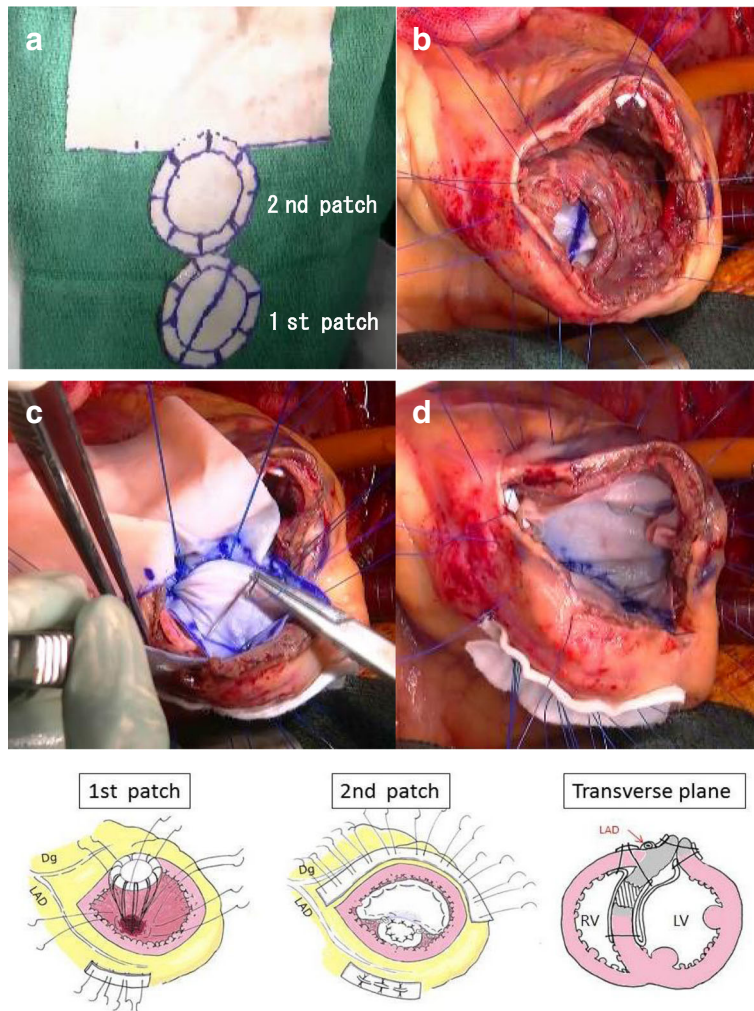 a
2 nd patch
1 st patch
b
c
d
1st patch
Dg
LAD
2nd patch
Dg
LAD
Transverse plane
LAD
RV
LV